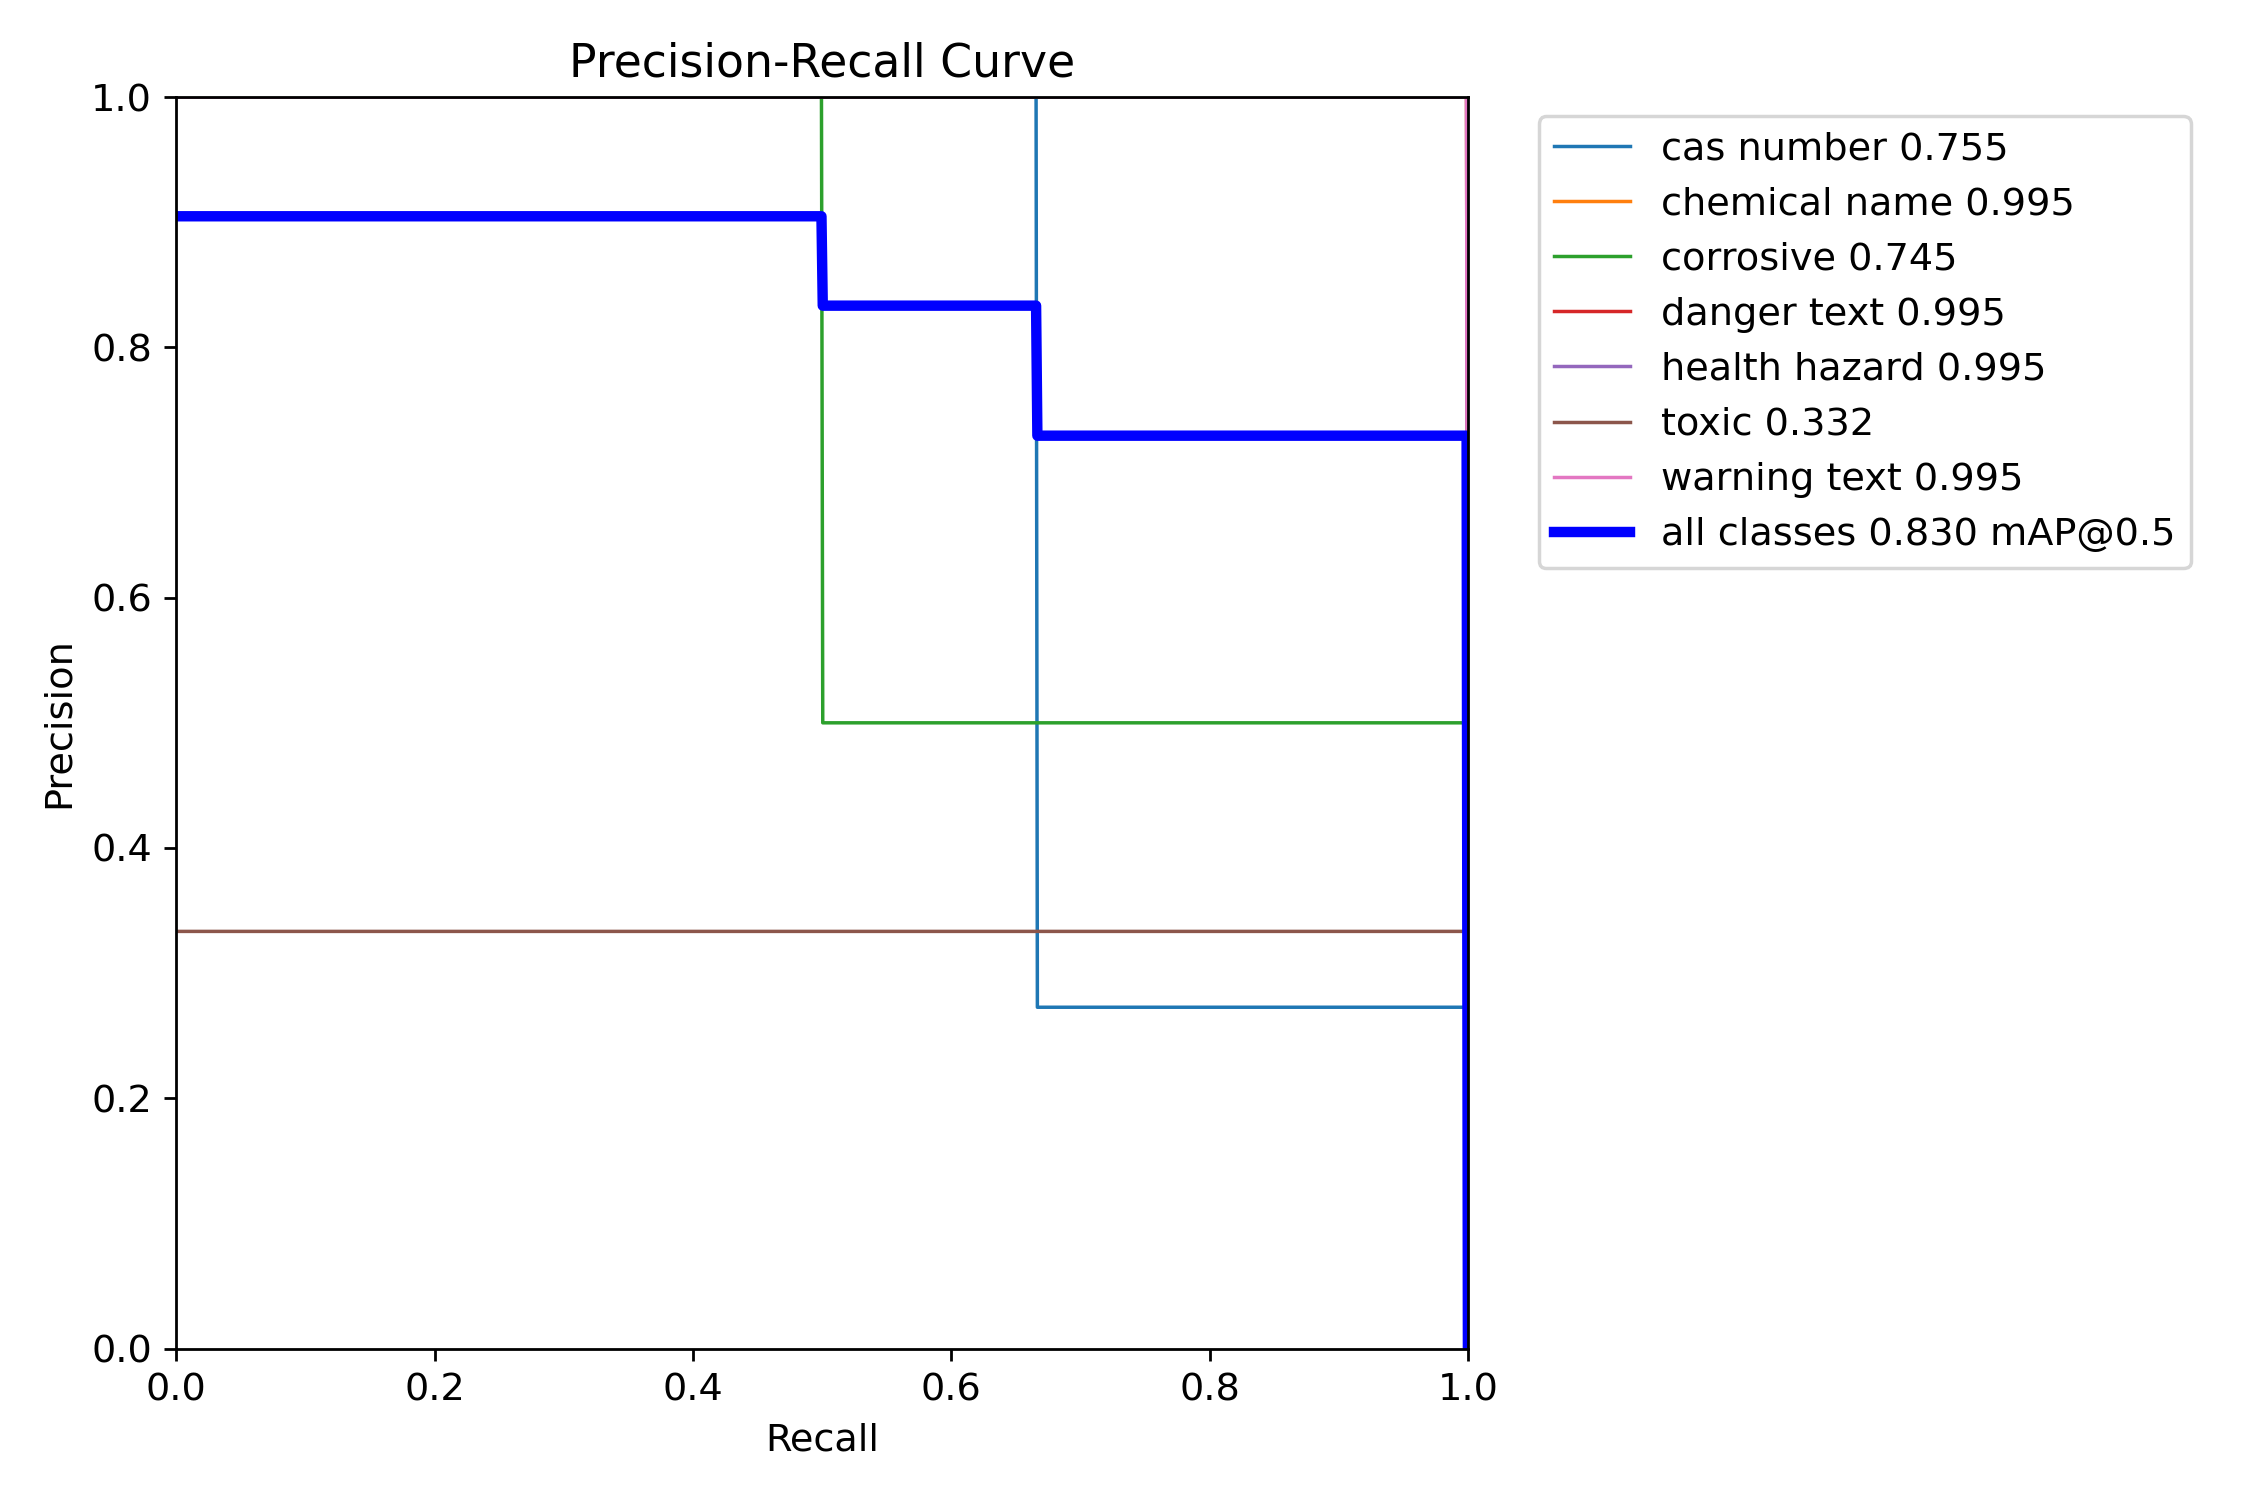 Precision-Recall Curve
1.0
0.8
0.6
0.4
0.2
0.0
Precision
0.0 0.2 0.4 0.6 0.8 1.0
Recall
cas number 0.755
chemical name 0.995
corrosive 0.745
danger text 0.995
health hazard 0.995
toxic 0.332
warning text 0.995
all classes 0.830 mAP@0.5